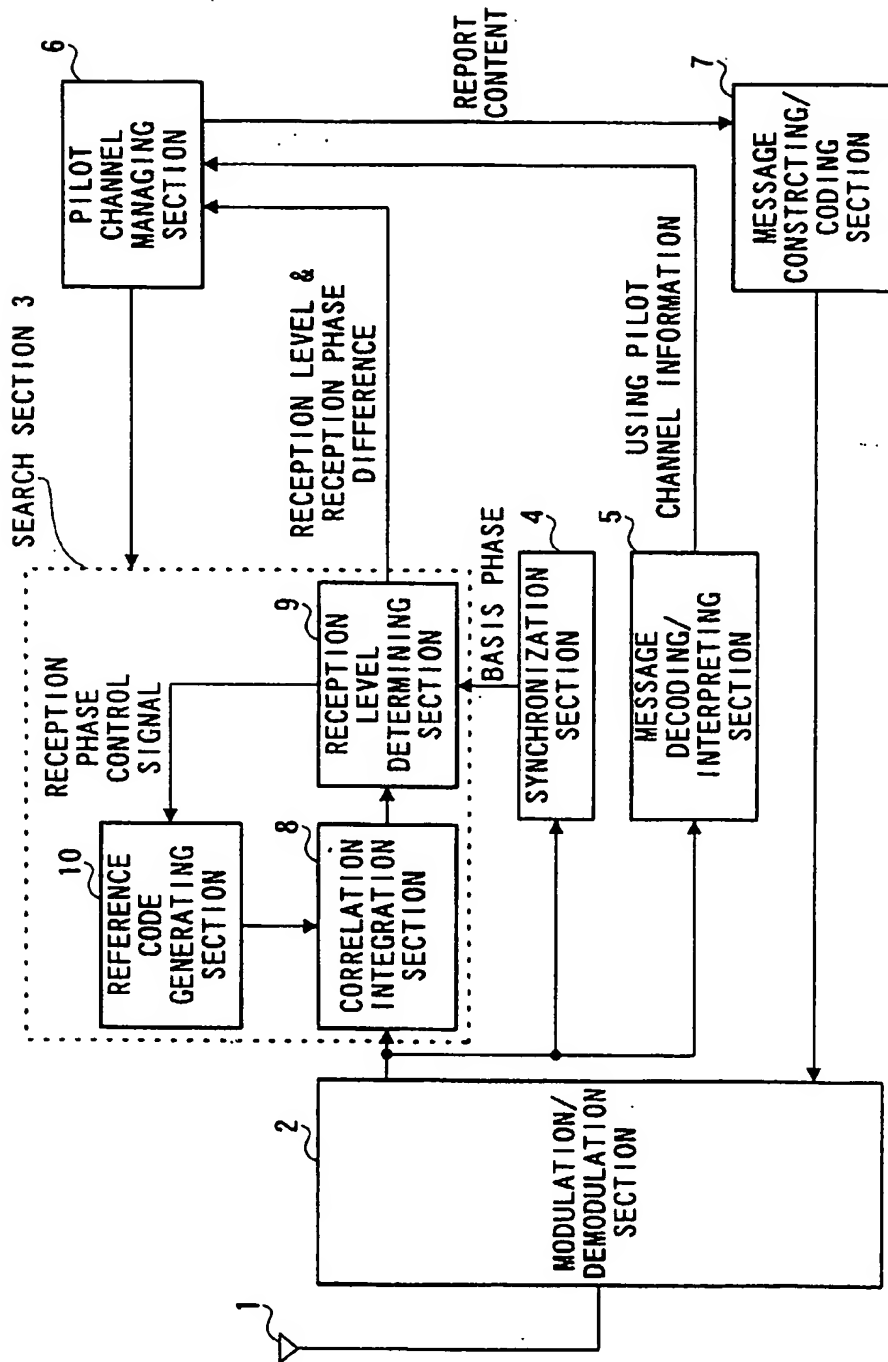 1
2
MODULATION/
DEMODULATION
SECTION
SEARCH SECTION 3
10
REFERENCE
CODE
GENERATING
SECTION
RECEPTION
PHASE
CONTROL
SIGNAL
8
CORRELATION
INTEGRATION
SECTION
9
RECEPTION
LEVEL
DETERMINING
SECTION
BASIS PHASE
4
SYNCHRONIZATION
SECTION
5
MESSAGE
DECODING/
INTERPRETING
SECTION
RECEPTION LEVEL &
RECEPTION PHASE
DIFFERENCE
USING PILOT
CHANNEL INFORMATION
6
PILOT
CHANNEL
MANAGING
SECTION
REPORT
CONTENT
7
MESSAGE
CONSTRCTING/
CODING
SECTION